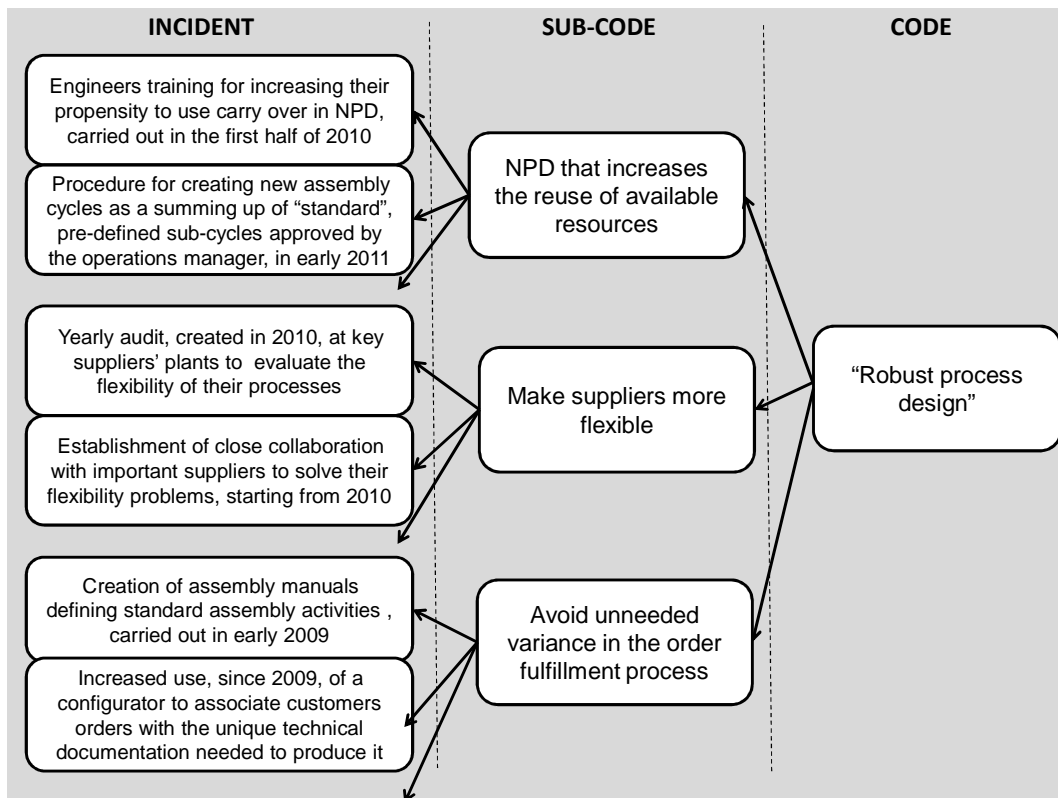 INCIDENT
SUB-CODE
CODE
Engineers training for increasing their
propensity to use carry over in NPD,
carried out in the first half of 2010
Procedure for creating new assembly
cycles as a summing up of “standard”,
pre-defined sub-cycles approved by
the operations manager, in early 2011
NPD that increases
the reuse of available
resources
Yearly audit, created in 2010, at key
suppliers’ plants to evaluate the
flexibility of their processes
Establishment of close collaboration
with important suppliers to solve their
flexibility problems, starting from 2010
Make suppliers more
flexible
“Robust process
design”
Creation of assembly manuals
defining standard assembly activities ,
carried out in early 2009
Increased use, since 2009, of a
configurator to associate customers
orders with the unique technical
documentation needed to produce it
Avoid unneeded
variance in the order
fulfillment process